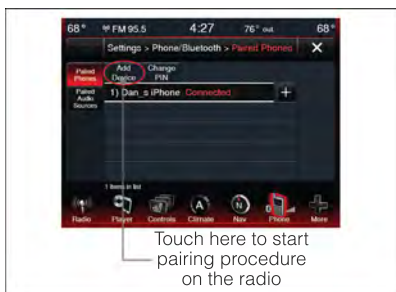 68° FM 95.5 4:27 76° out 68°
Settings > Phone/Bluetooth > Paired Phones X
Paired Phones
Add Device
Change PIN
Paired Audio Sources
1) Dan_s iPhone Connected +
1 Items in list
Radio Player Controls Climate Nav Phone More
A
N
Touch here to start
pairing procedure
on the radio